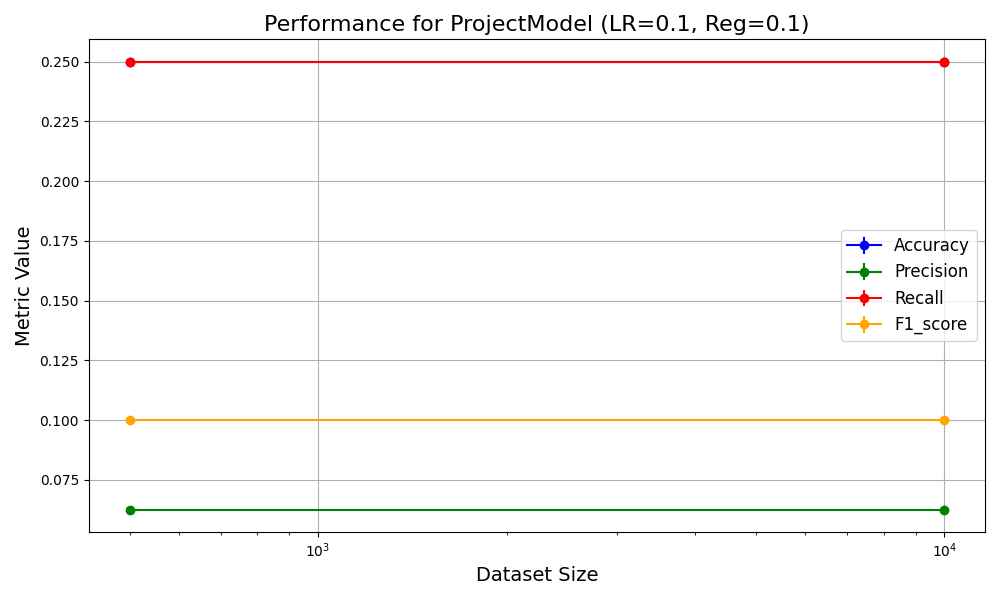 Performance for ProjectModel (LR=0.1, Reg=0.1)
0.250
0.225
0.200
0.175
0.150
0.125
0.100
0.075
Metric Value
Accuracy
Precision
Recall
F1_score
10³
10⁴
Dataset Size